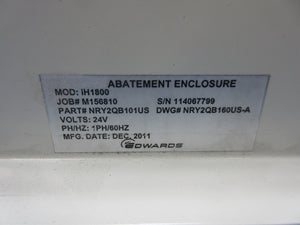 ABATEMENT ENCLOSURE
MOD: iH1800
JOB# M156810 S/N 114067799
PART# NRY2QB101US DWG# NRY2QB160US-A
VOLTS: 24V
PH/HZ: 1PH/60HZ
MFG. DATE: DEC, 2011
EDWARDS